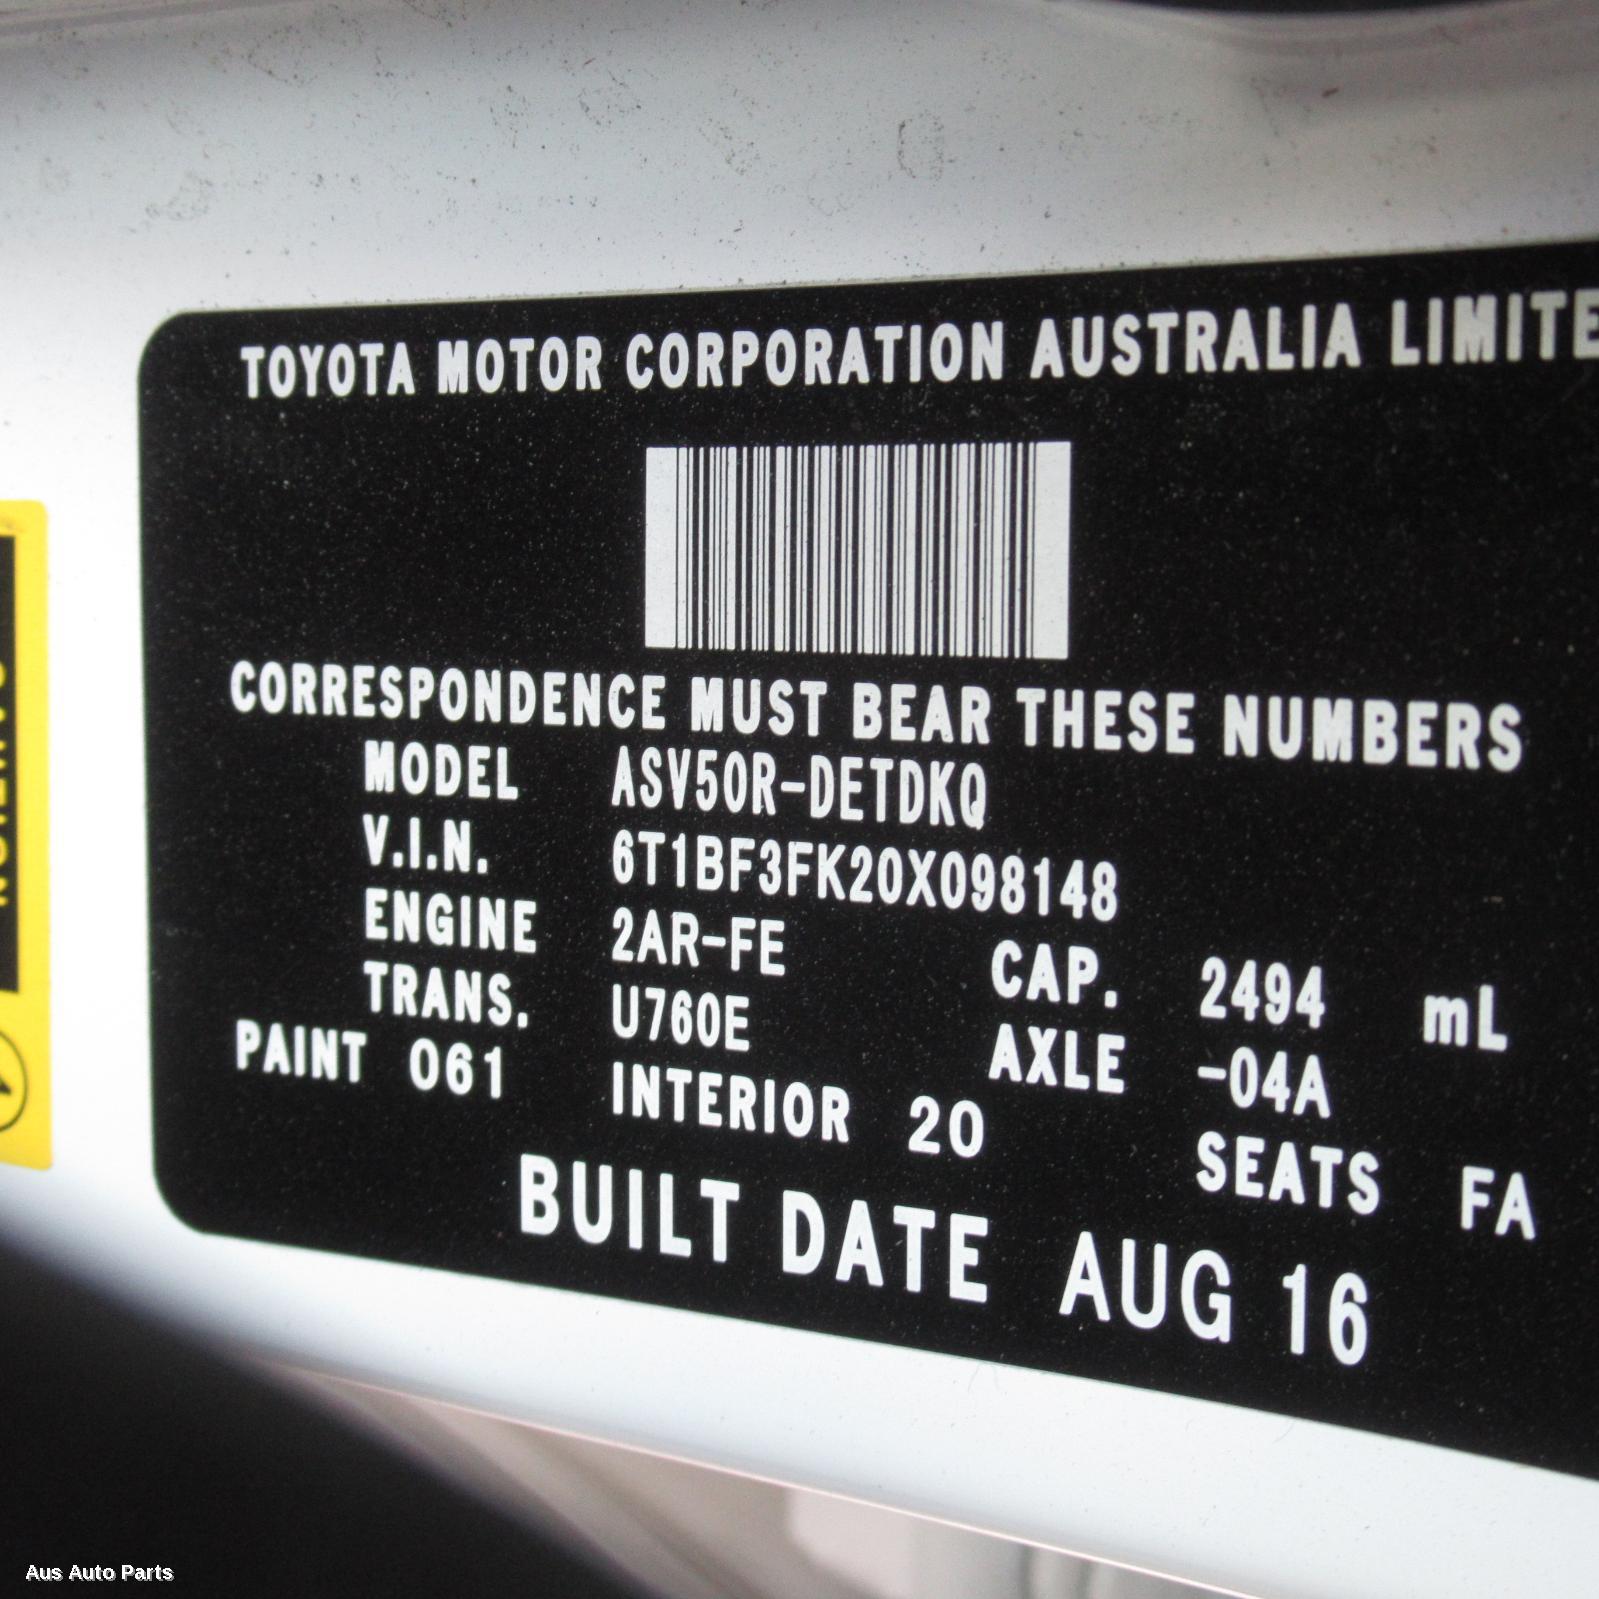 TOYOTA MOTOR CORPORATION AUSTRALIA LIMITE
CORRESPONDENCE MUST BEAR THESE NUMBERS
MODEL ASV50R-DETDKQ
V.I.N. 6T1BF3FK20X098148
ENGINE 2AR-FE CAP. 2494 mL
TRANS. U760E AXLE -04A
PAINT 061 INTERIOR 20 SEATS FA
BUILT DATE AUG 16
Aus Auto Parts